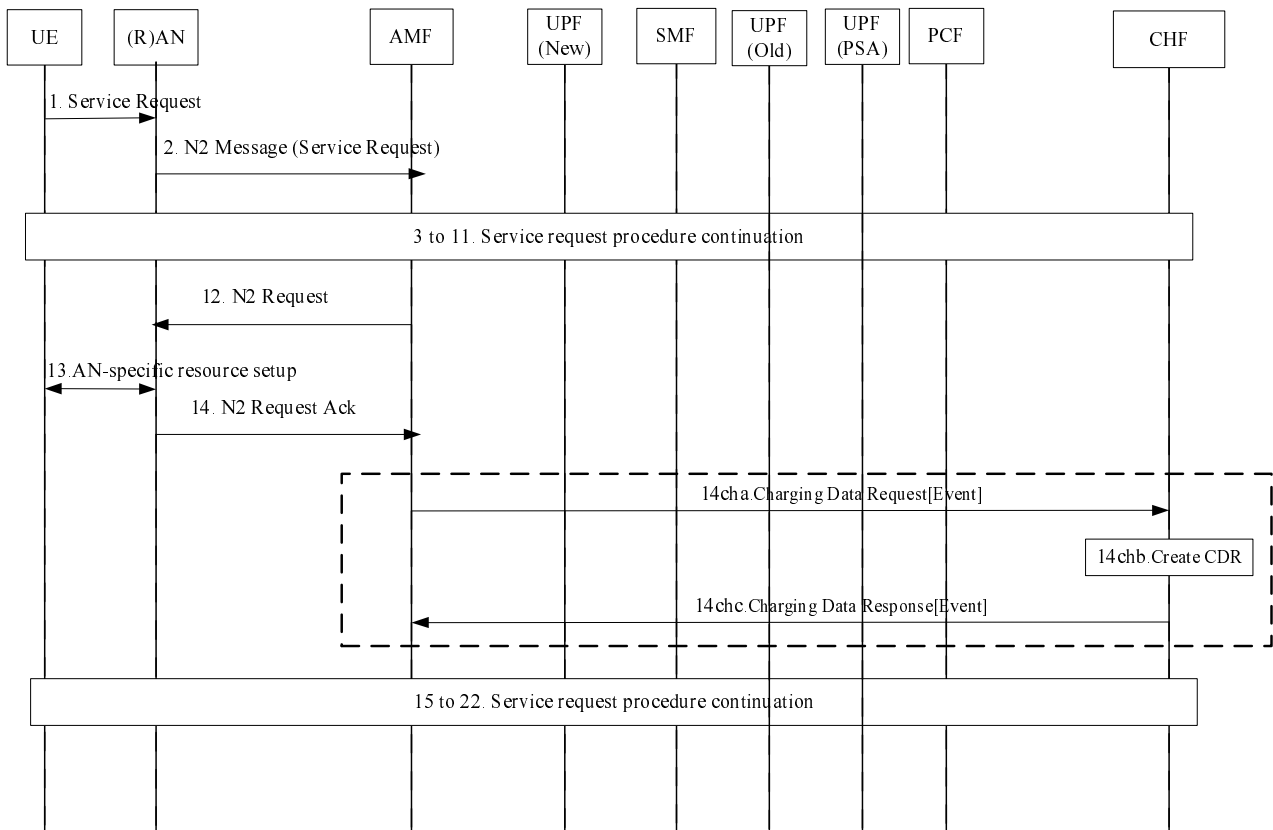 UE
(R)AN
AMF
UPF
(New)
SMF
UPF
(Old)
UPF
(PSA)
PCF
CHF
1. Service Request
2. N2 Message (Service Request)
3 to 11. Service request procedure continuation
12. N2 Request
13.AN-specific resource setup
14. N2 Request Ack
14cha.Charging Data Request[Event]
14chb.Create CDR
14chc.Charging Data Response[Event]
15 to 22. Service request procedure continuation